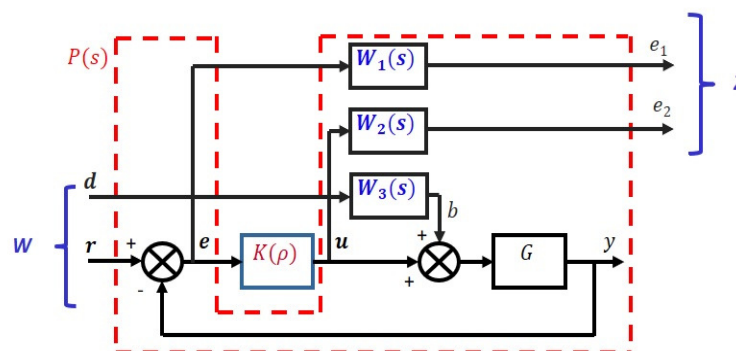 P(s)
W₁(s)
e₁
W₂(s)
e₂
d
W₃(s)
b
w
r
+
-
e
K(ρ)
u
+
+
G
y